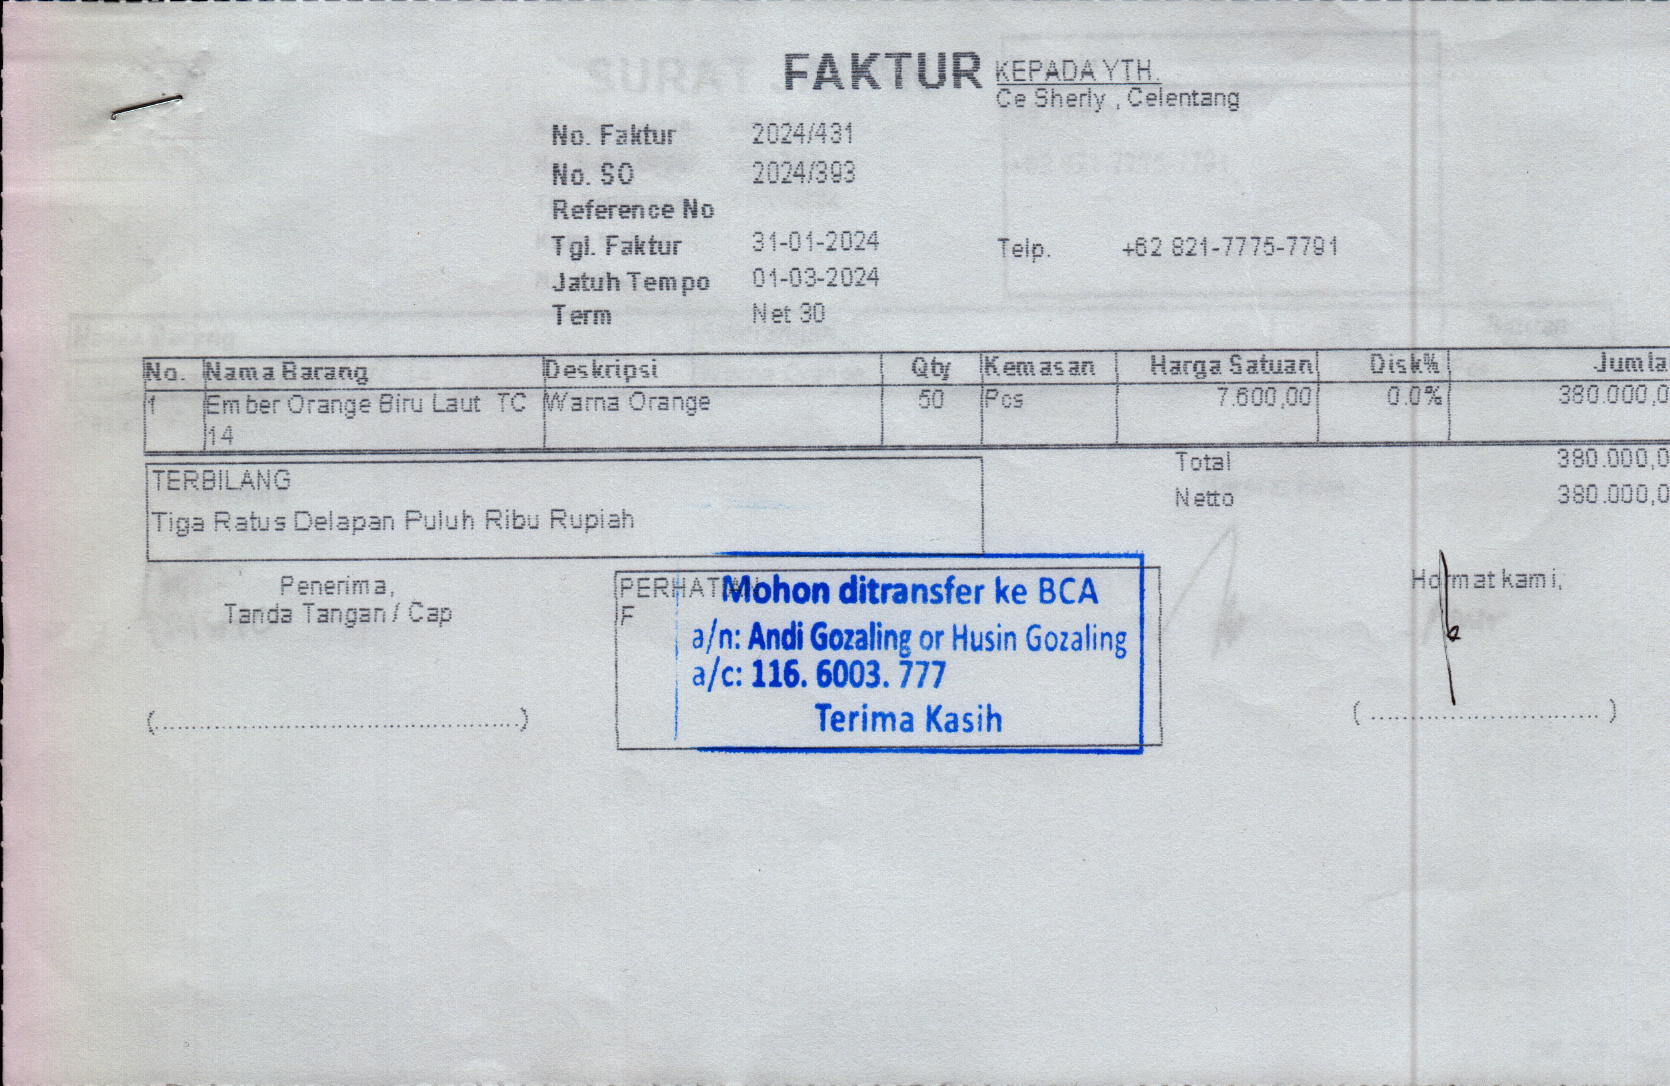 FAKTUR
KEPADA YTH.
Ce Sherly , Celentang
No. Faktur 2024/431
No. SO 2024/393
Reference No
Tgl. Faktur 31-01-2024
Telp. +62 821-7775-7791
Jatuh Tempo 01-03-2024
Term Net 30
No. Nama Barang Deskripsi Qty Kemasan Harga Satuan Disk% Jumla
1 Ember Orange Biru Laut TC Warna Orange 50 Pcs 7.600,00 0.0% 380.000,0
14
Total 380.000,0
TERBILANG
Netto 380.000,0
Tiga Ratus Delapan Puluh Ribu Rupiah
Penerima,
Tanda Tangan / Cap
Hormat kami,
F
Mohon ditransfer ke BCA
a/n: Andi Gozaling or Husin Gozaling
a/c: 116. 6003. 777
Terima Kasih
(.................................................)
( .............................. )